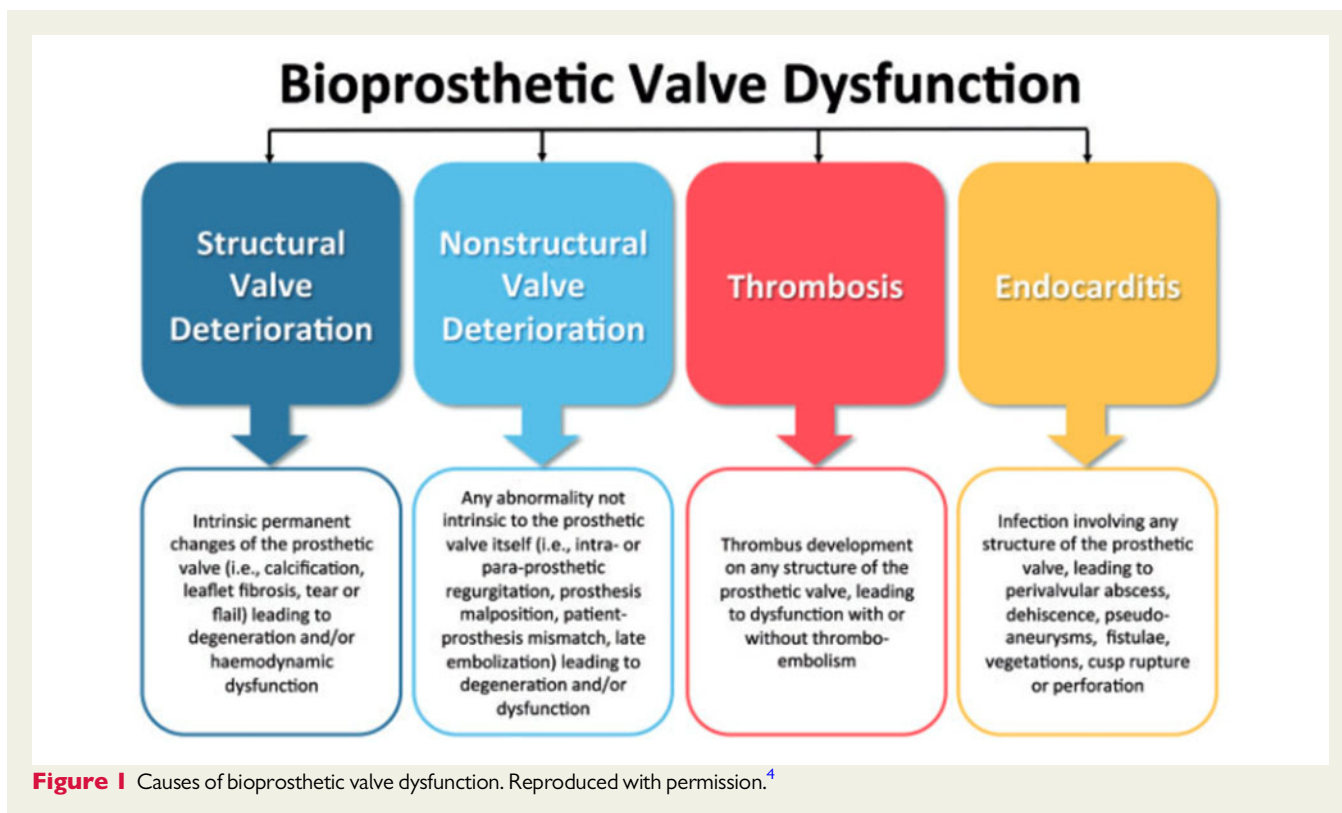 Bioprosthetic Valve Dysfunction
Structural
Valve
Deterioration
Nonstructural
Valve
Deterioration
Thrombosis
Endocarditis
Intrinsic permanent
changes of the prosthetic
valve (i.e., calcification,
leaflet fibrosis, tear or
flail) leading to
degeneration and/or
haemodynamic
dysfunction
Any abnormality not
intrinsic to the prosthetic
valve itself (i.e., intra- or
para-prosthetic
regurgitation, prosthesis
malposition, patient-
prosthesis mismatch, late
embolization) leading to
degeneration and/or
dysfunction
Thrombus development
on any structure of the
prosthetic valve, leading
to dysfunction with or
without thrombo-
embolism
Infection involving any
structure of the prosthetic
valve, leading to
perivalvular abscess,
dehiscence, pseudo-
aneurysms, fistulae,
vegetations, cusp rupture
or perforation
Figure 1 Causes of bioprosthetic valve dysfunction. Reproduced with permission.4